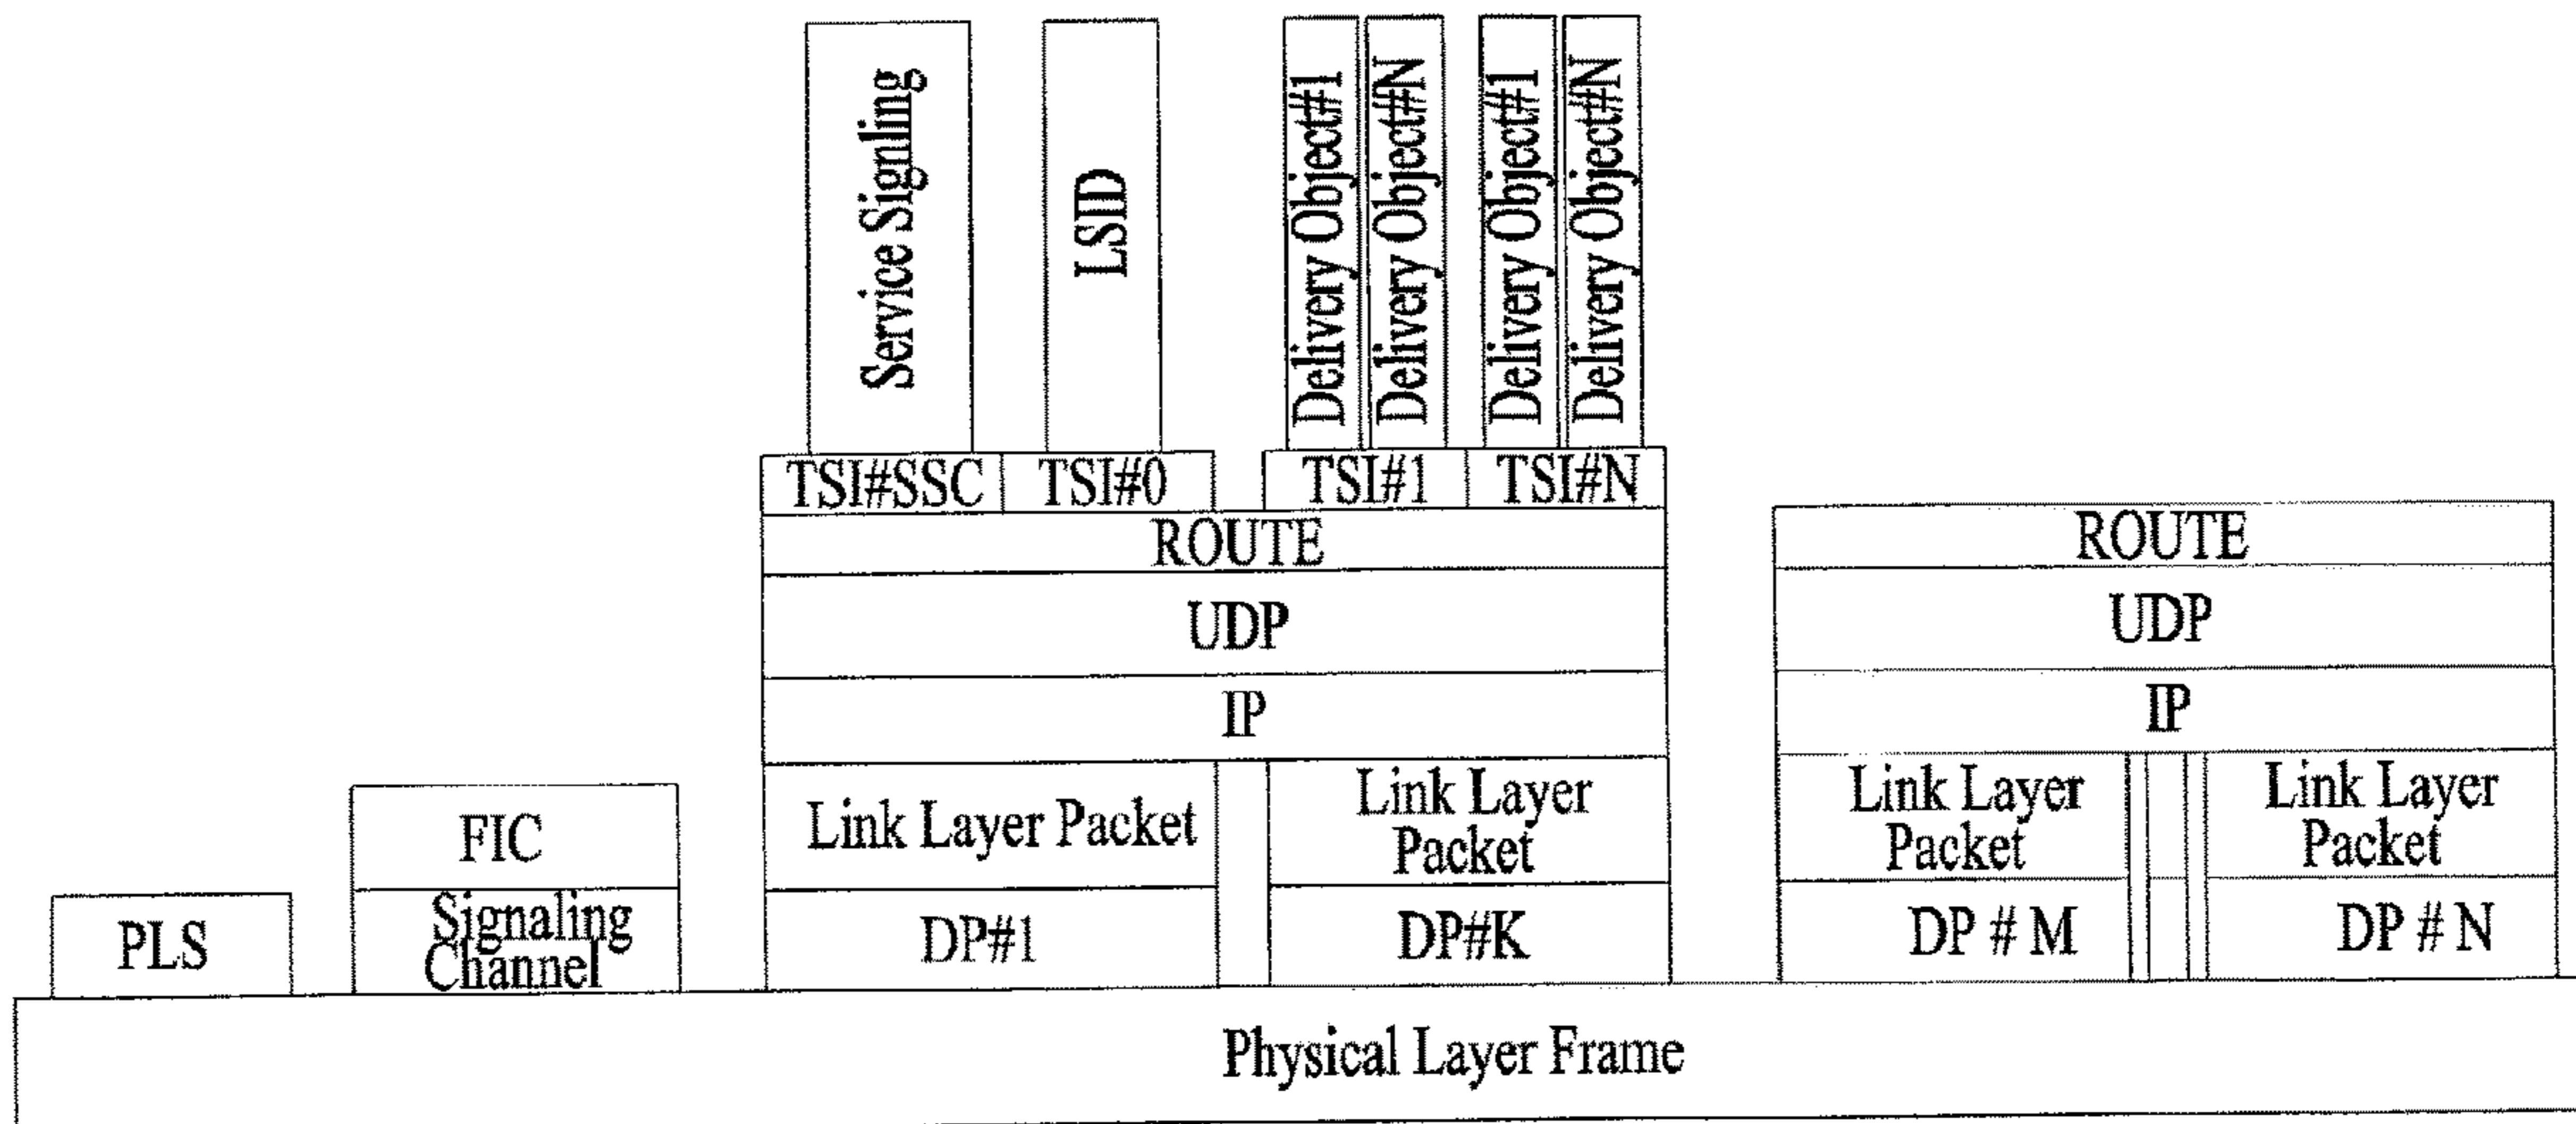 Service Signling
LSID
Delivery Object#1
Delivery Object#N
Delivery Object#1
Delivery Object#N
TSI#SSC
TSI#0
TSI#1
TSI#N
ROUTE
UDP
IP
ROUTE
UDP
IP
Link Layer Packet
Link Layer
Packet
Link Layer
Packet
Link Layer
Packet
FIC
Signaling
Channel
PLS
DP#1
DP#K
DP # M
DP # N
Physical Layer Frame